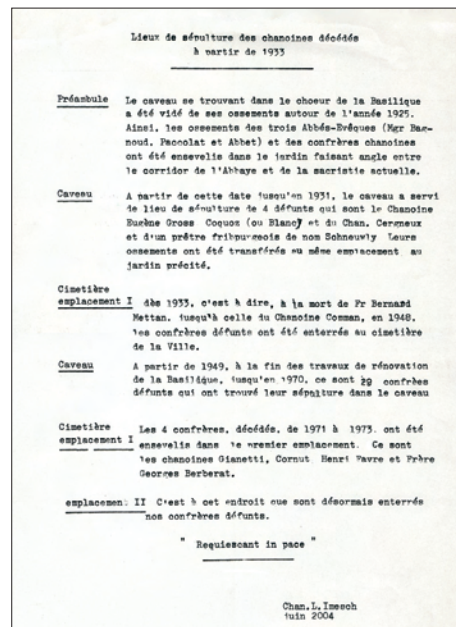 Lieux de sépulture des chanoines décédés
à partir de 1933
Préambule Le caveau se trouvant dans le choeur de la Basilique
a été vidé de ses ossements autour de l'année 1925.
Ainsi, les ossements des trois Abbés-Evêques (Mgr Bag-
noud, Paccolat et Abbet) et des confrères chanoines
ont été ensevelis dans le jardin faisant angle entre
le corridor de l'Abbaye et de la sacristie actuelle.
Caveau A partir de cette date jusqu'en 1931, le caveau a servi
de lieu de sépulture de 4 défunts qui sont le Chanoine
Eugène Gross Coquoz (ou Blanc) et du Chan. Cergneux
et d'un prêtre fribourgeois de nom Schneuwly Leurs
ossements ont été transférés au même emplacement au
jardin précité.
Cimetière
emplacement I dès 1933, c'est à dire, à la mort de Fr Bernard
Mettan, jusqu'à celle du Chanoine Comman, en 1948,
les confrères défunts ont été enterrés au cimetière
de la Ville.
Caveau A partir de 1949, à la fin des travaux de rénovation
de la Basilique, jusqu'en 1970, ce sont 29 confrères
défunts qui ont trouvé leur sépulture dans le caveau
Cimetière Les 4 confrères, décédés, de 1971 à 1973, ont été
emplacement I ensevelis dans le premier emplacement. Ce sont
les chanoines Gianetti, Cornut, Henri Favre et Frère
Georges Berberat.
emplacement II C'est à cet endroit que sont désormais enterrés
nos confrères défunts.
" Requiescant in pace "
Chan.L.Imesch
juin 2004